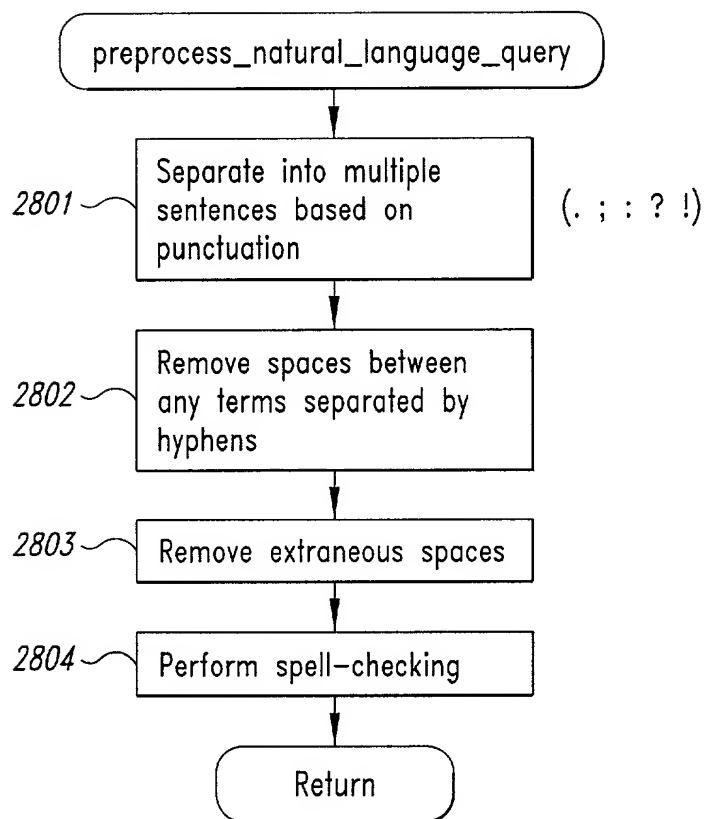 preprocess_natural_language_query
2801 Separate into multiple
sentences based on
punctuation
(. ; : ? !)
2802 Remove spaces between
any terms separated by
hyphens
2803 Remove extraneous spaces
2804 Perform spell-checking
Return